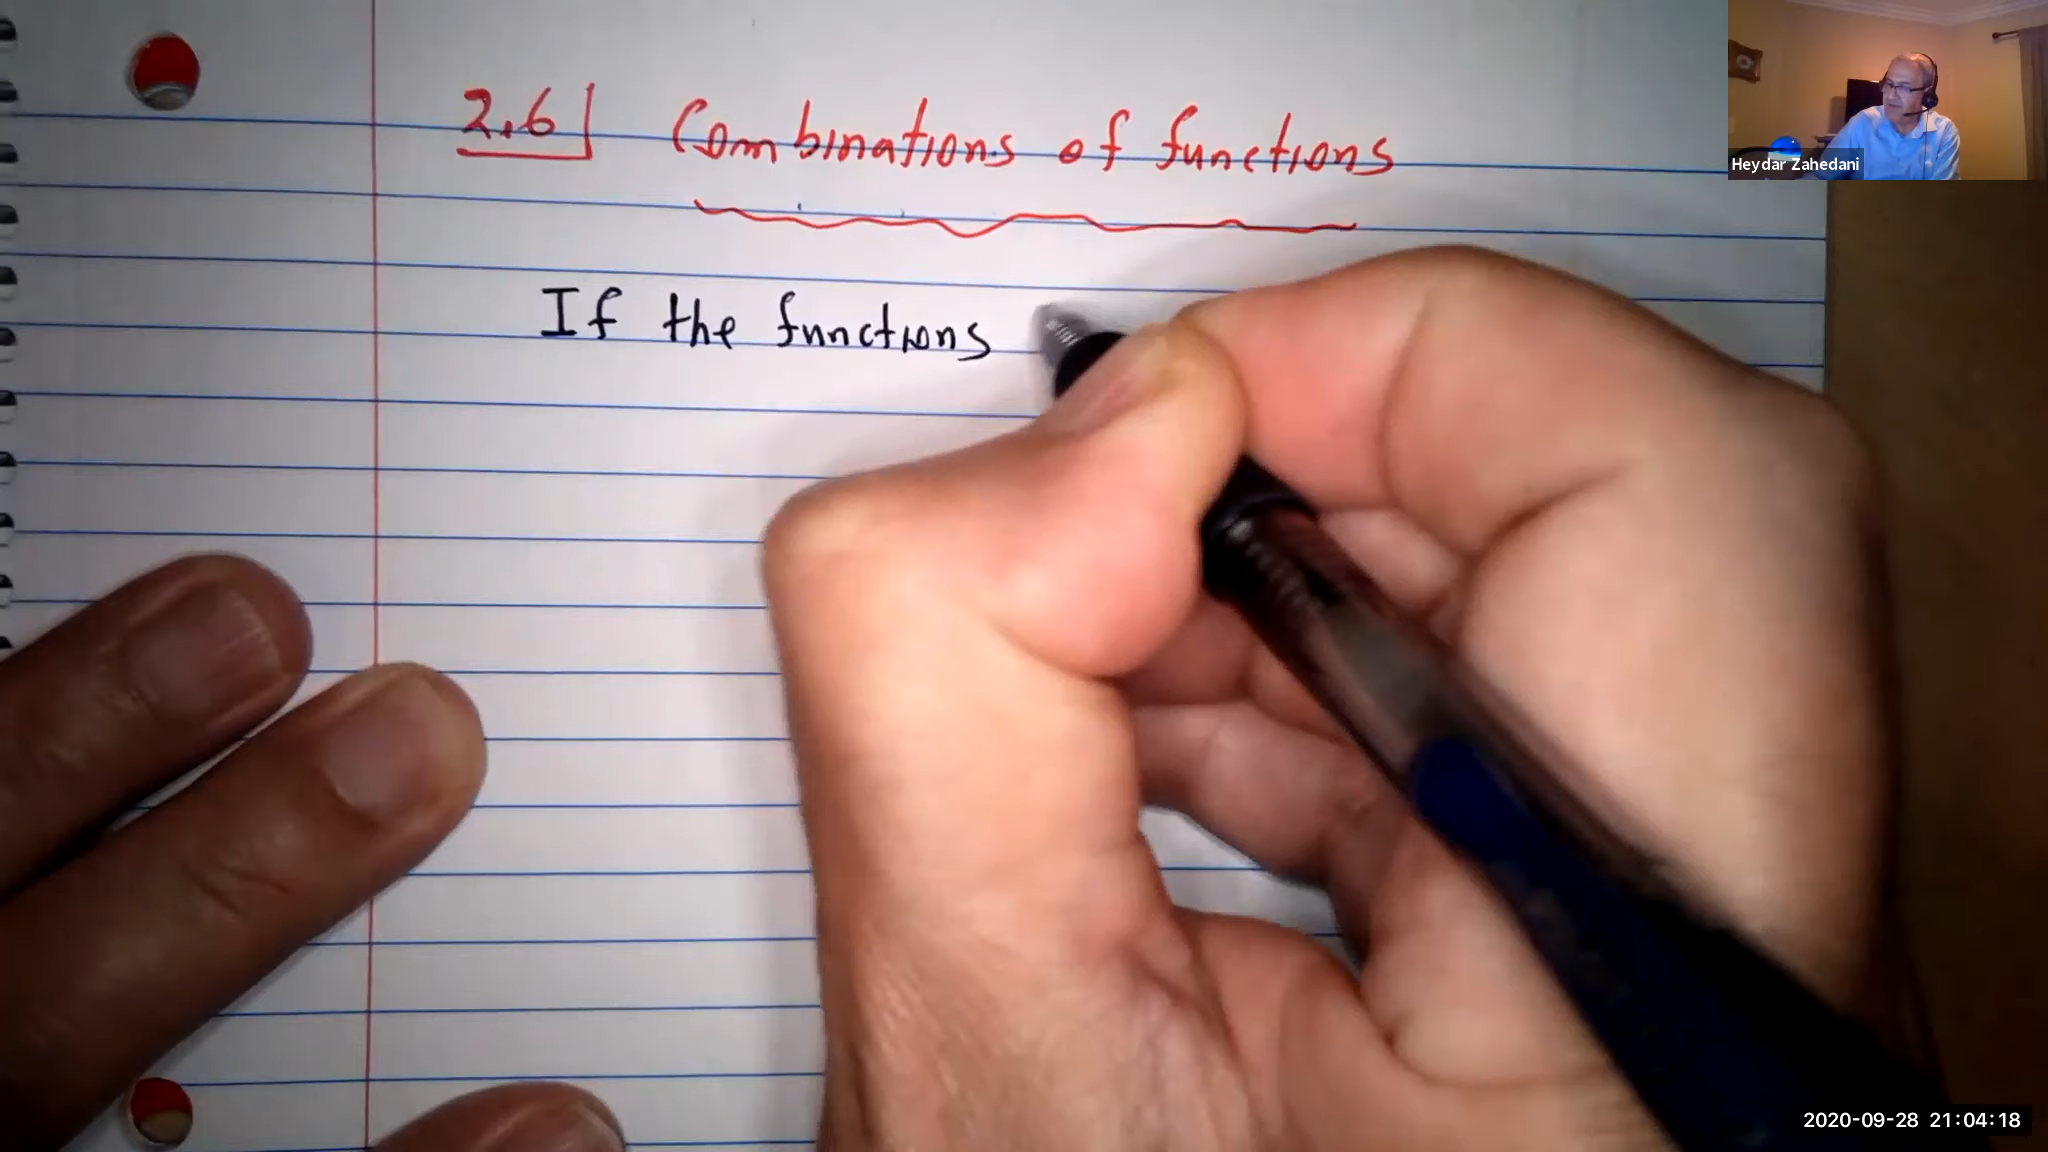 2.6 Combinations of functions
Heydar Zahedani
If the functions
2020-09-28 21:04:18